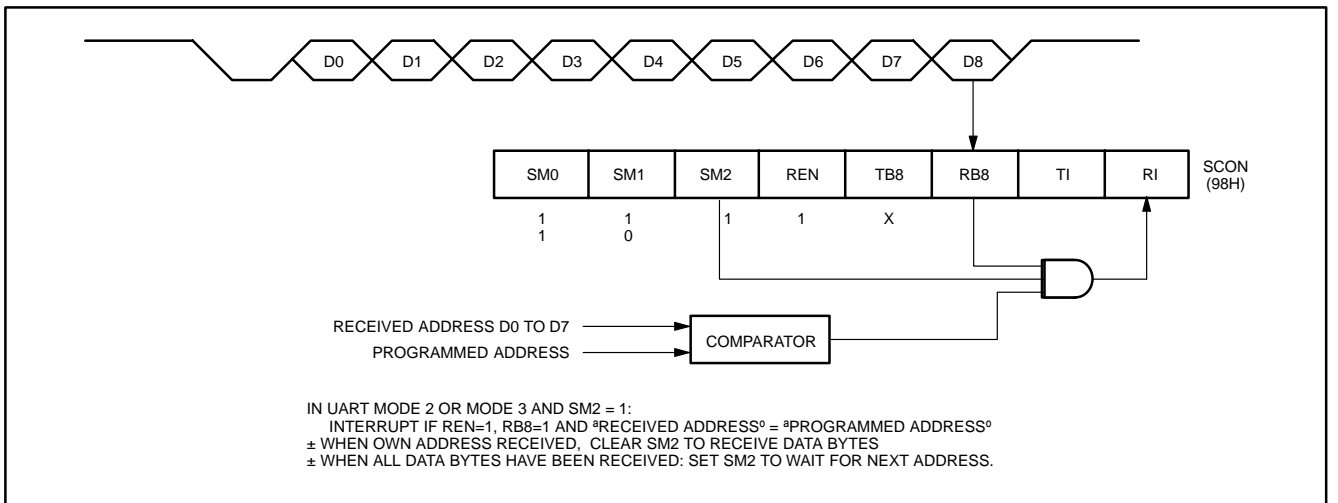 D0 D1 D2 D3 D4 D5 D6 D7 D8
SM0 SM1 SM2 REN TB8 RB8 TI RI
SCON
(98H)
1 1 1 1 X
1 0
RECEIVED ADDRESS D0 TO D7
PROGRAMMED ADDRESS
COMPARATOR
IN UART MODE 2 OR MODE 3 AND SM2 = 1:
INTERRUPT IF REN=1, RB8=1 AND ªRECEIVED ADDRESSº = ªPROGRAMMED ADDRESSº
± WHEN OWN ADDRESS RECEIVED, CLEAR SM2 TO RECEIVE DATA BYTES
± WHEN ALL DATA BYTES HAVE BEEN RECEIVED: SET SM2 TO WAIT FOR NEXT ADDRESS.